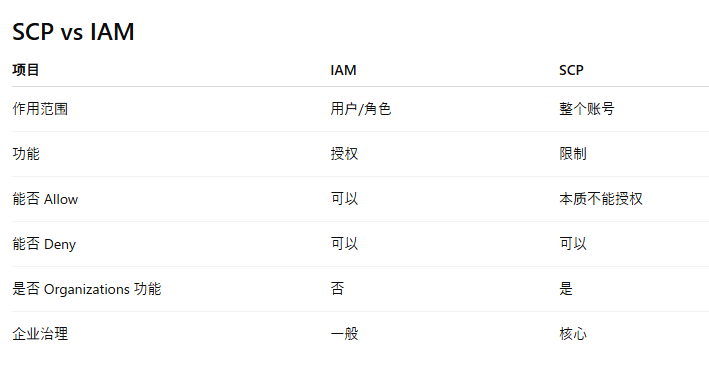 SCP vs IAM
项目 IAM SCP
作用范围 用户/角色 整个账号
功能 授权 限制
能否 Allow 可以 本质不能授权
能否 Deny 可以 可以
是否 Organizations 功能 否 是
企业治理 一般 核心